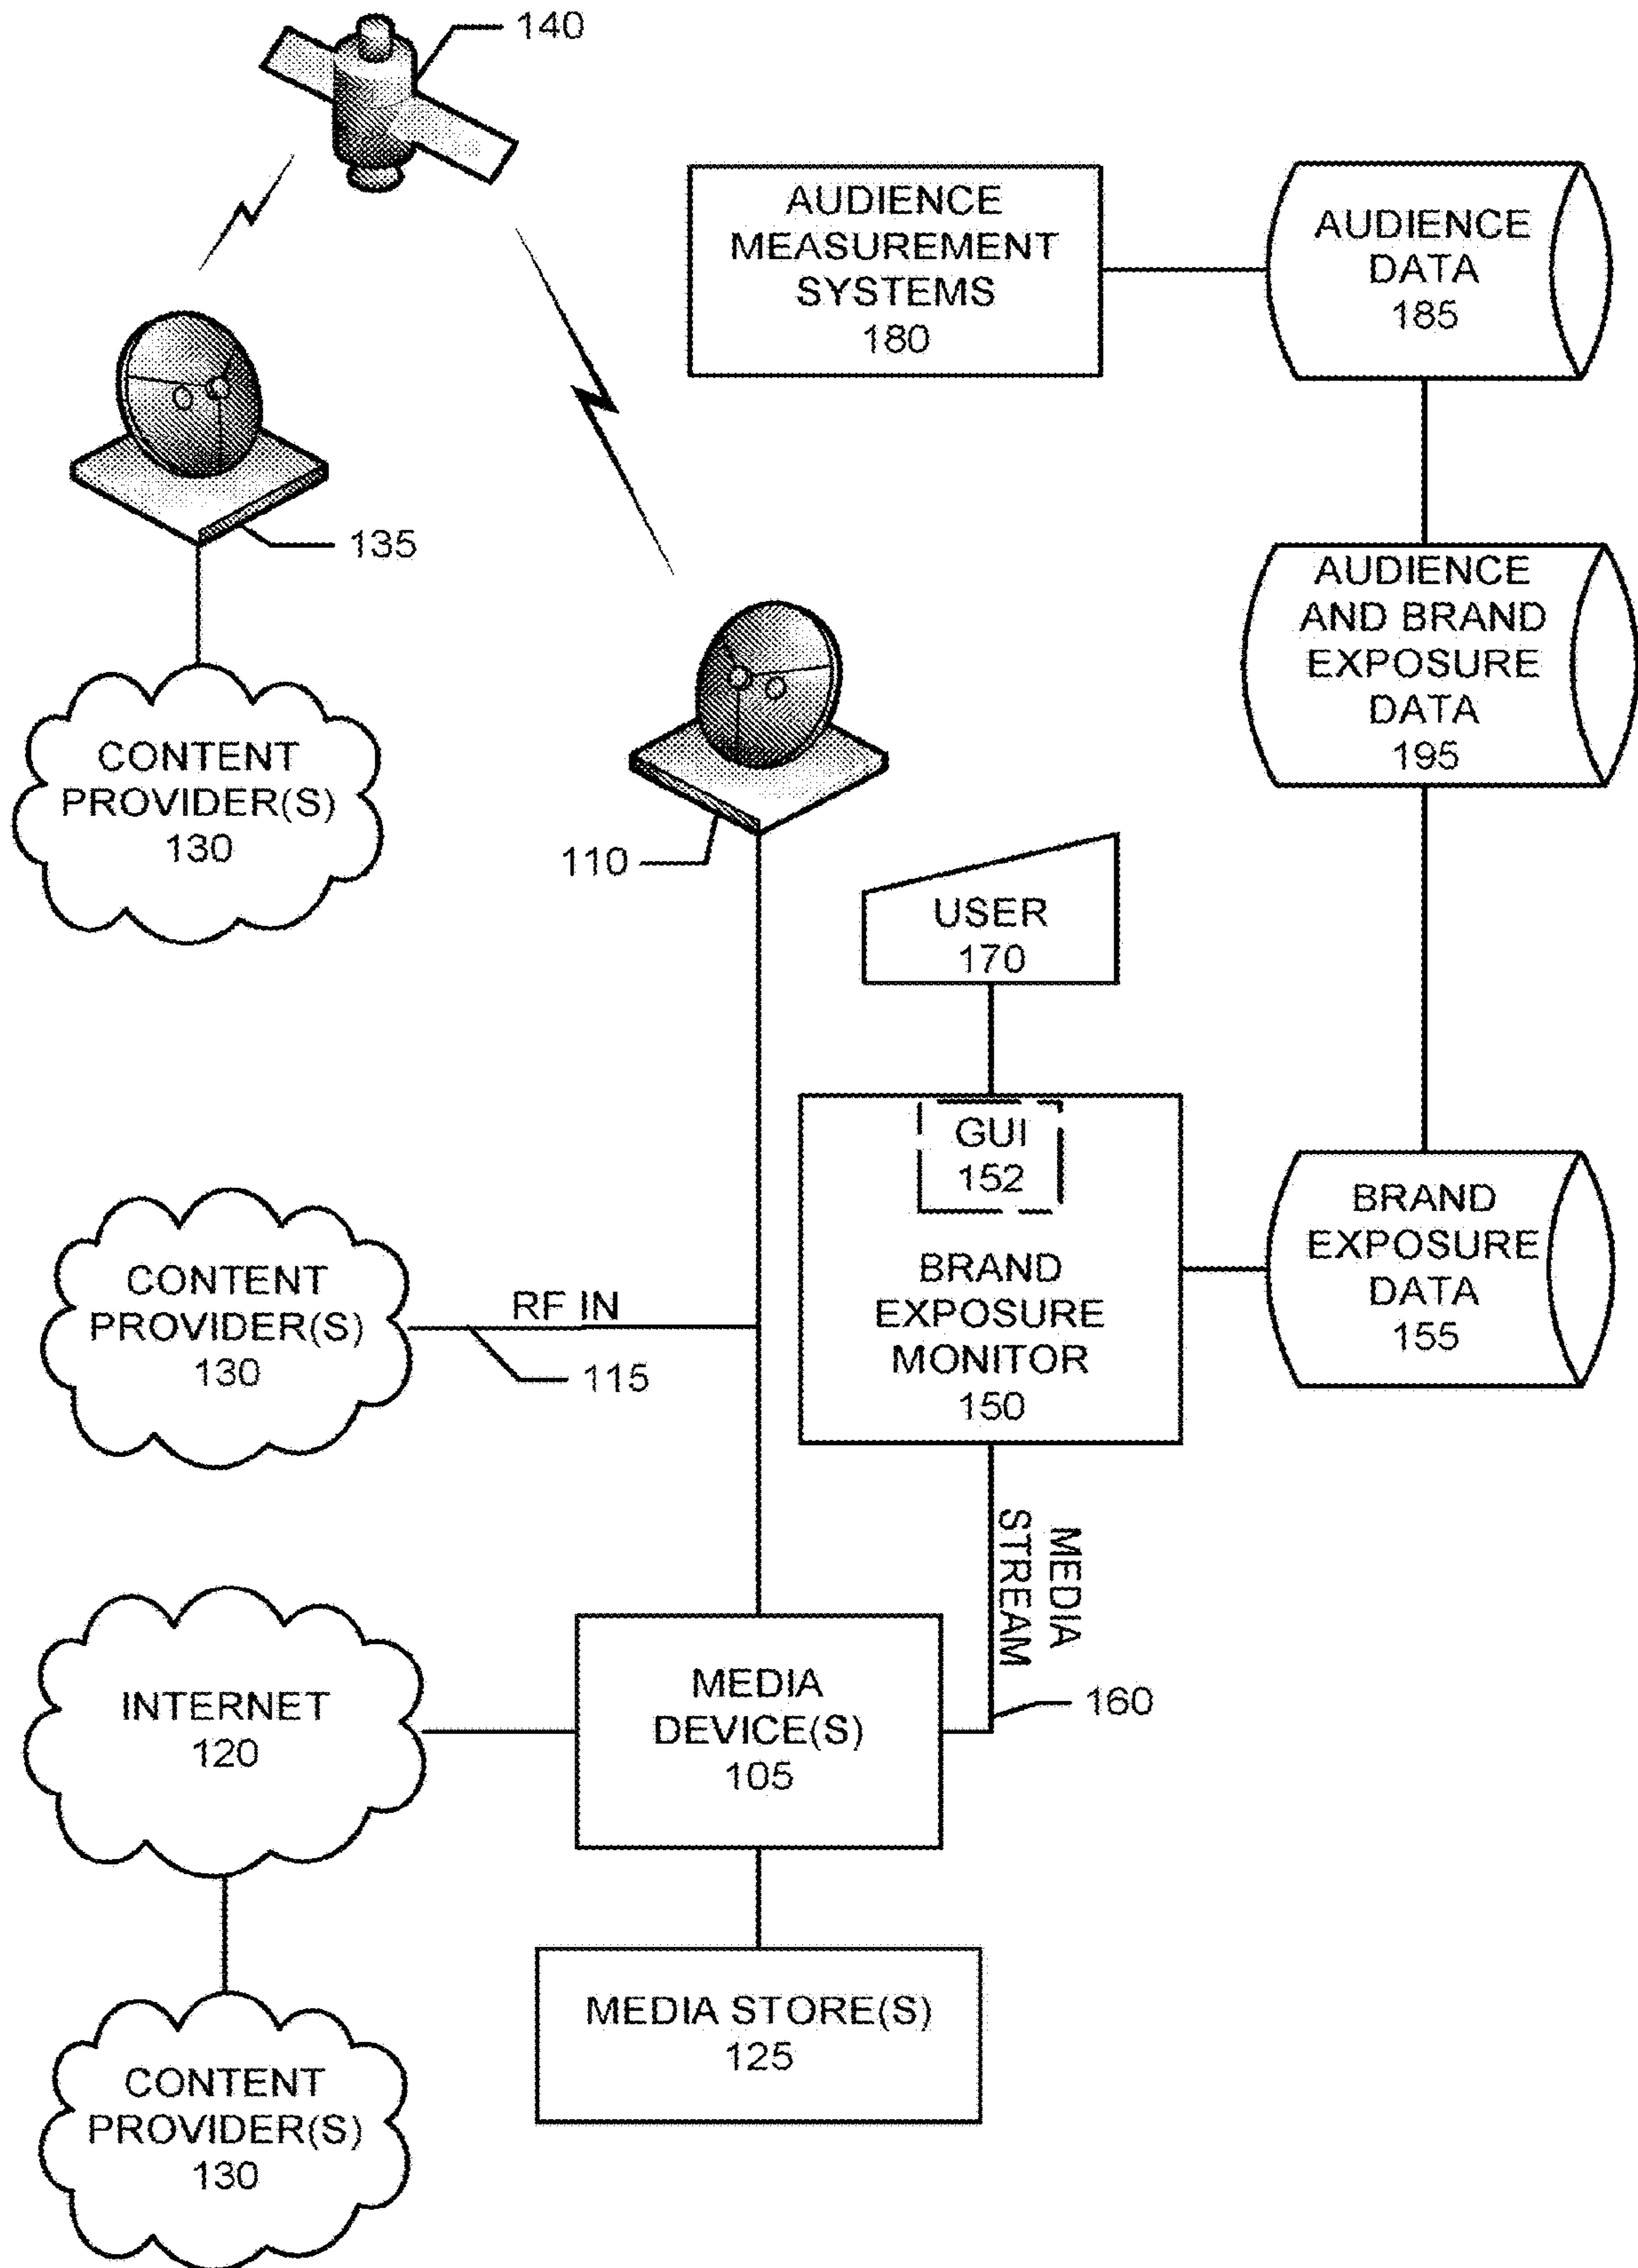 140
AUDIENCE
MEASUREMENT
SYSTEMS
180
AUDIENCE
DATA
185
135
AUDIENCE
AND BRAND
EXPOSURE
DATA
195
CONTENT
PROVIDER(S)
130
110
USER
170
GUI
152
BRAND
EXPOSURE
MONITOR
150
BRAND
EXPOSURE
DATA
155
CONTENT
PROVIDER(S)
130
RF IN
115
MEDIA
STREAM
160
INTERNET
120
MEDIA
DEVICE(S)
105
MEDIA STORE(S)
125
CONTENT
PROVIDER(S)
130